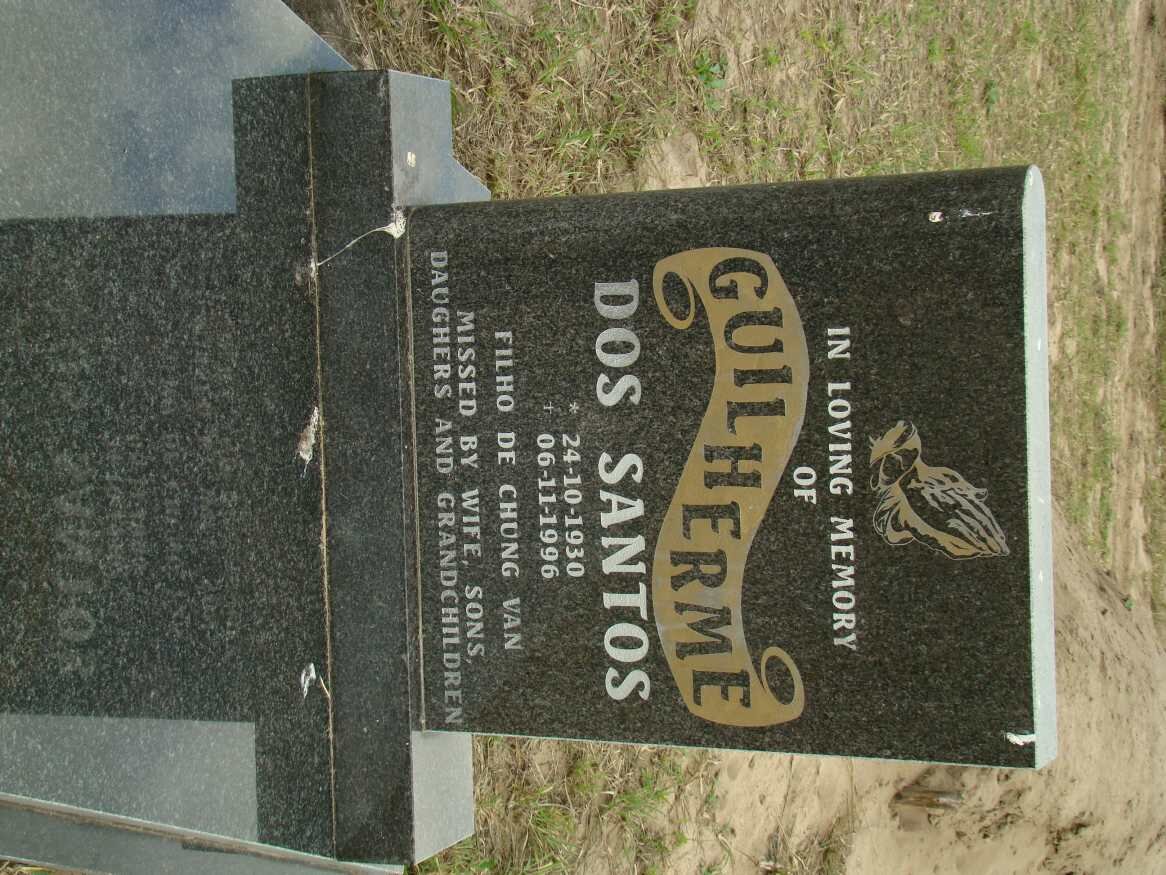 IN LOVING MEMORY
OF
GUILHERME
DOS SANTOS
* 24-10-1930
+ 06-11-1996
FILHO DE CHUNG VAN
MISSED BY WIFE, SONS,
DAUGHERS AND GRANDCHILDREN